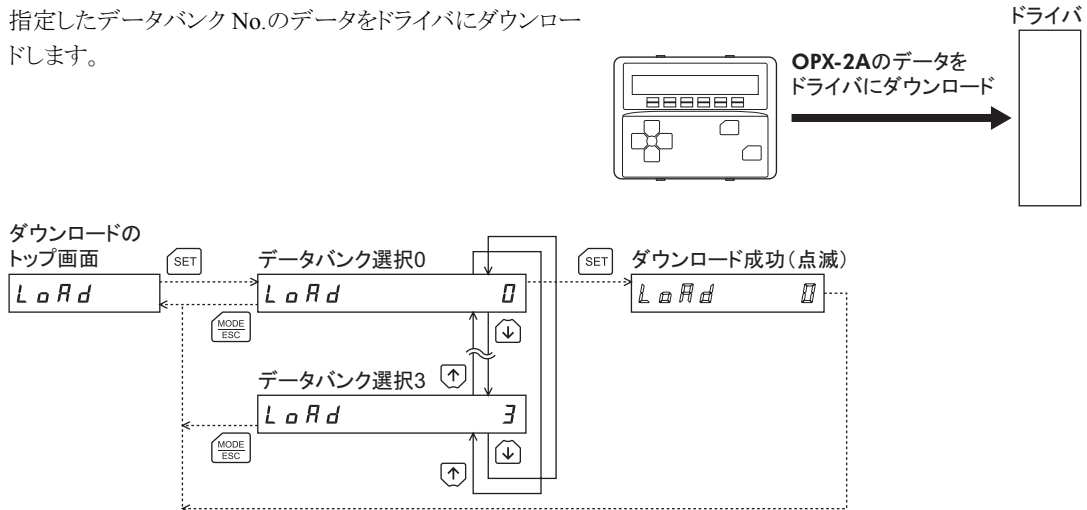 指定したデータバンク No.のデータをドライバにダウンロー
ドします。
ドライバ
OPX-2Aのデータを
ドライバにダウンロード
ダウンロードの
トップ画面
SET
データバンク選択0
SET
ダウンロード成功（点滅）
LoAd
LoAd 0
LoAd 0
MODE
ESC
データバンク選択3
LoAd 3
MODE
ESC